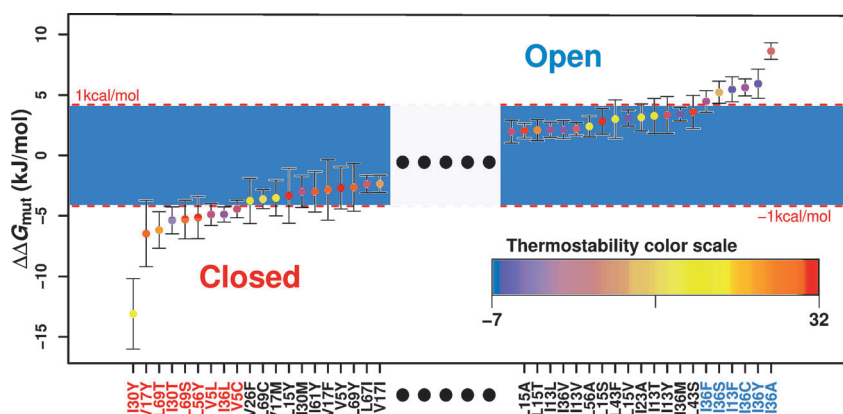 10
5
0
−5
−10
−15
ΔΔGmut (kJ/mol)
1kcal/mol
Open
−1kcal/mol
Closed
Thermostability color scale
−7
32
I30Y
V17Y
L69T
I30T
L69S
L56Y
V5L
I36L
V5C
V26F
L69C
V17M
L15Y
I30M
I61Y
V17F
V5Y
L69Y
L67I
V17I
L15A
L15T
I13L
I36V
I13V
L56A
L15S
L43F
L15V
I23A
I13T
I13Y
I36M
L43S
I36F
I36S
I13F
I36C
I36Y
I36A